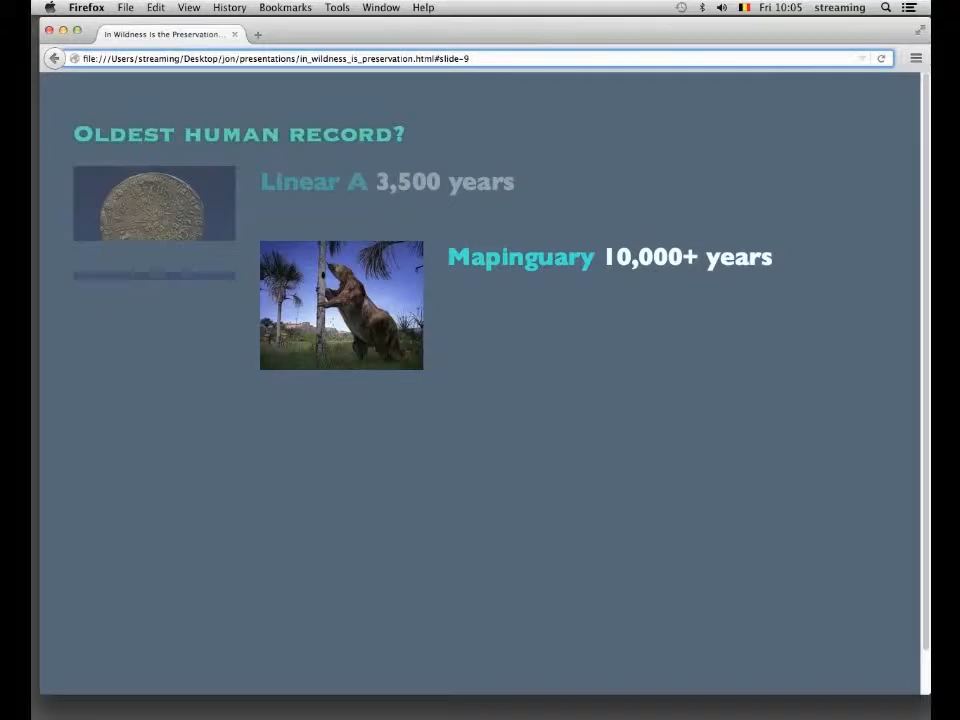 Firefox File Edit View History Bookmarks Tools Window Help Fri 10:05 streaming
In Wildness Is the Preservation...
file:///Users/streaming/Desktop/jon/presentations/in_wildness_is_preservation.html#slide-9
Oldest human record?
Linear A 3,500 years
Mapinguary 10,000+ years